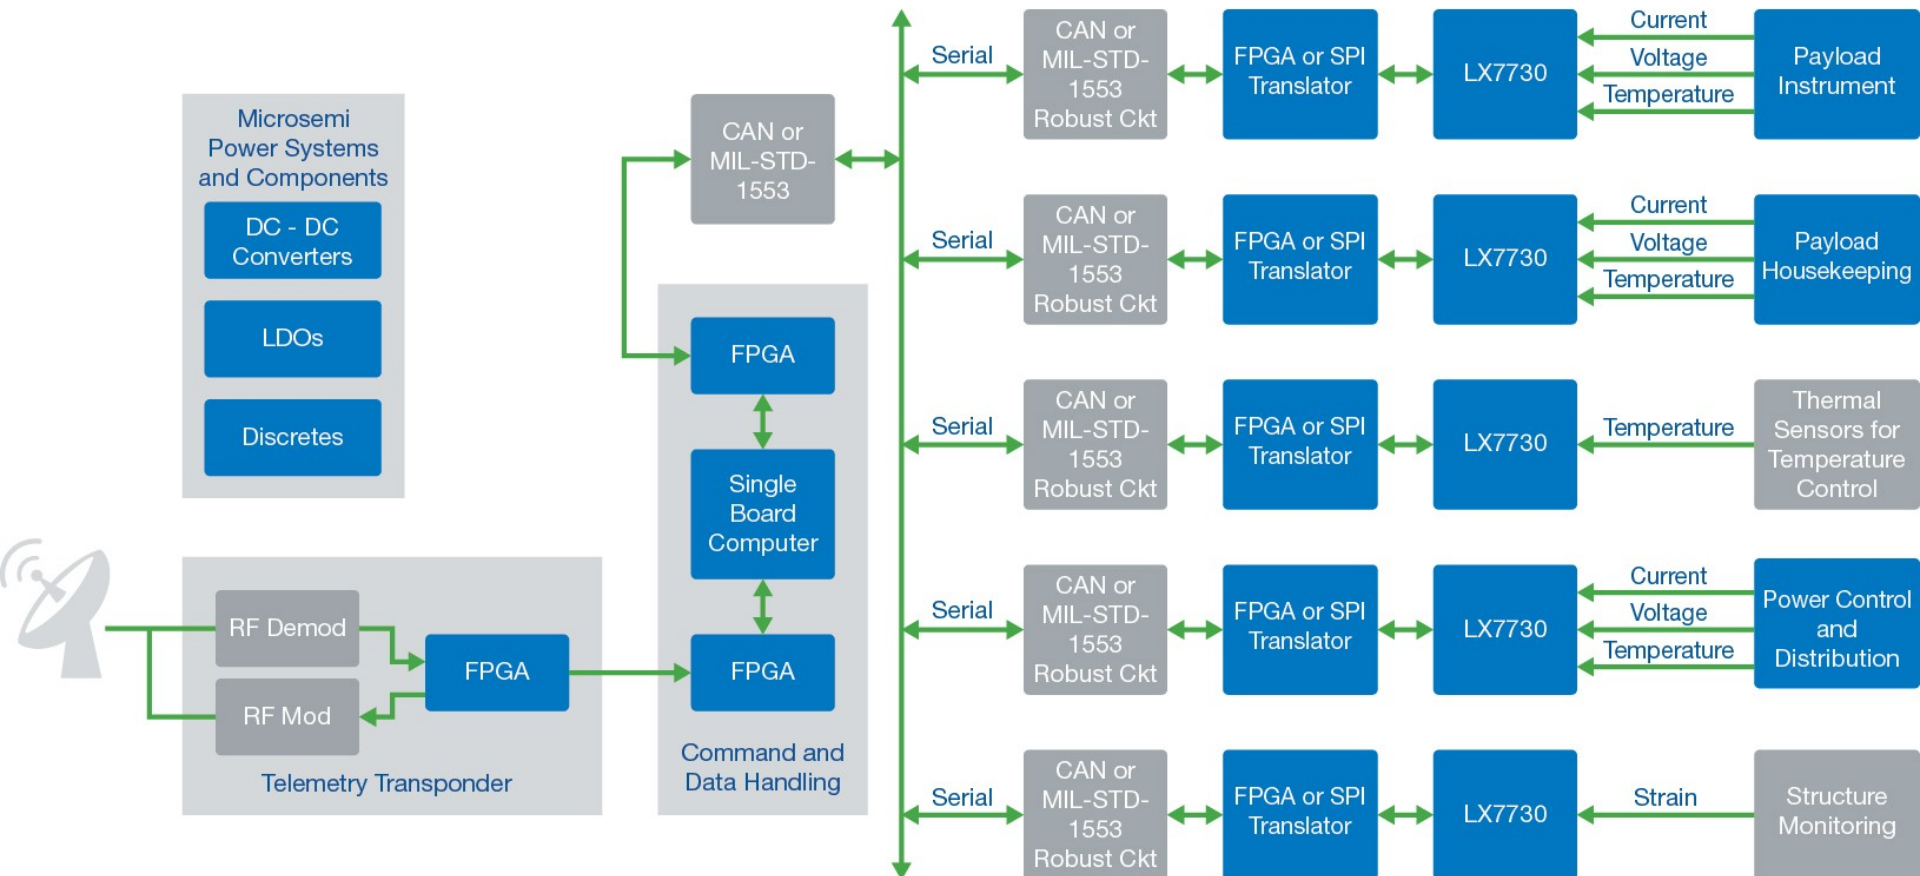 Microsemi
Power Systems
and Components
DC - DC
Converters
LDOs
Discretes
RF Demod
RF Mod
FPGA
Telemetry Transponder
CAN or
MIL-STD-
1553
FPGA
Single
Board
Computer
FPGA
Command and
Data Handling
Serial
CAN or
MIL-STD-
1553
Robust Ckt
FPGA or SPI
Translator
LX7730
Current
Voltage
Temperature
Payload
Instrument
Serial
CAN or
MIL-STD-
1553
Robust Ckt
FPGA or SPI
Translator
LX7730
Current
Voltage
Temperature
Payload
Housekeeping
Serial
CAN or
MIL-STD-
1553
Robust Ckt
FPGA or SPI
Translator
LX7730
Temperature
Thermal
Sensors for
Temperature
Control
Serial
CAN or
MIL-STD-
1553
Robust Ckt
FPGA or SPI
Translator
LX7730
Current
Voltage
Temperature
Power Control
and
Distribution
Serial
CAN or
MIL-STD-
1553
Robust Ckt
FPGA or SPI
Translator
LX7730
Strain
Structure
Monitoring